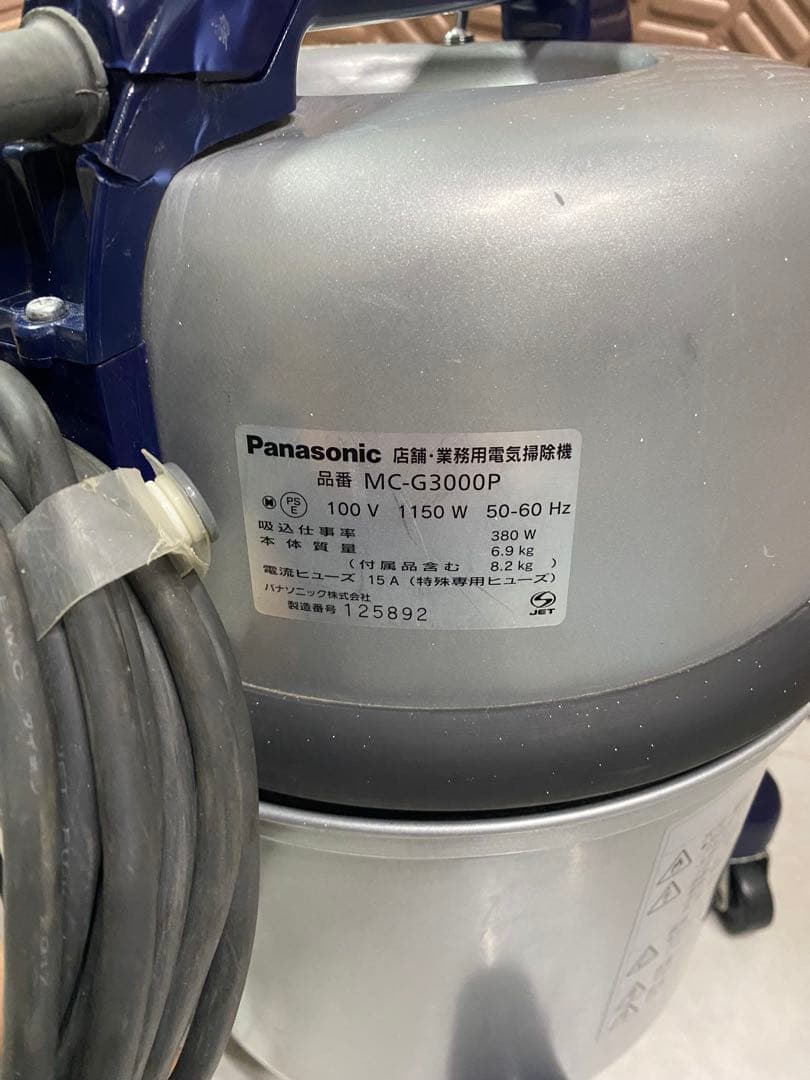 Panasonic 店舗・業務用電気掃除機
品番 MC-G3000P
PS E 100 V 1150 W 50-60 Hz
吸込仕事率 380 W
本体質量 6.9 kg
(付属品含む 8.2 kg )
電流ヒューズ 15 A (特殊専用ヒューズ)
パナソニック株式会社
製造番号 125892
JET